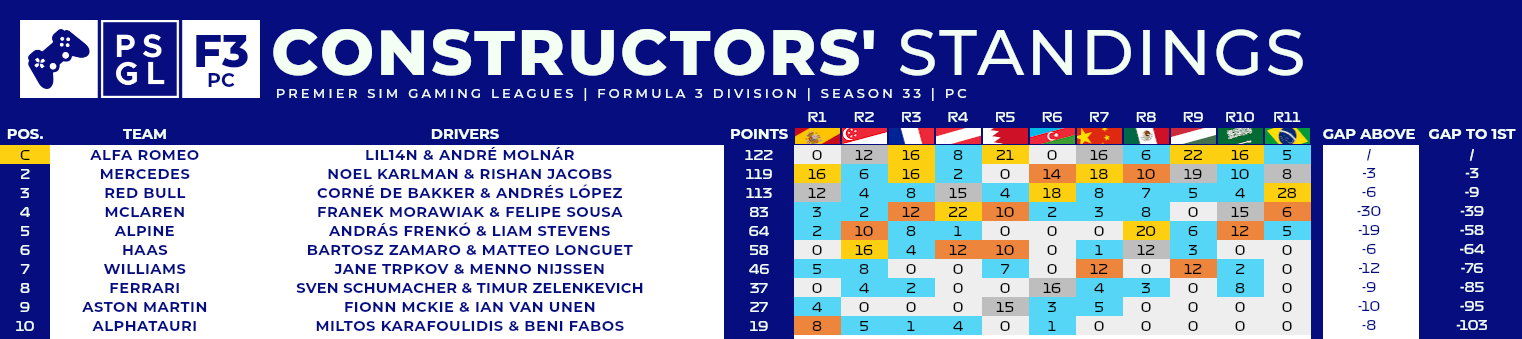 PS
GL
F3
PC
CONSTRUCTORS' STANDINGS
PREMIER SIM GAMING LEAGUES | FORMULA 3 DIVISION | SEASON 33 | PC
R1 R2 R3 R4 R5 R6 R7 R8 R9 R10 R11
POS. TEAM DRIVERS POINTS GAP ABOVE GAP TO 1ST
C ALFA ROMEO LIL14N & ANDRÉ MOLNÁR 122 0 12 16 8 21 0 16 6 22 16 5 / /
2 MERCEDES NOEL KARLMAN & RISHAN JACOBS 119 16 6 16 2 0 14 18 10 19 10 8 -3 -3
3 RED BULL CORNÉ DE BAKKER & ANDRÉS LÓPEZ 113 12 4 8 15 4 18 8 7 5 4 28 -6 -9
4 MCLAREN FRANEK MORAWIAK & FELIPE SOUSA 83 3 2 12 22 10 2 3 8 0 15 6 -30 -39
5 ALPINE ANDRÁS FRENKÓ & LIAM STEVENS 64 2 10 8 1 0 0 0 20 6 12 5 -19 -58
6 HAAS BARTOSZ ZAMARO & MATTEO LONGUET 58 0 16 4 12 10 0 1 12 3 0 0 -6 -64
7 WILLIAMS JANE TRPKOV & MENNO NIJSSEN 46 5 8 0 0 7 0 12 0 12 2 0 -12 -76
8 FERRARI SVEN SCHUMACHER & TIMUR ZELENKEVICH 37 0 4 2 0 0 16 4 3 0 8 0 -9 -85
9 ASTON MARTIN FIONN MCKIE & IAN VAN UNEN 27 4 0 0 0 15 3 5 0 0 0 0 -10 -95
10 ALPHATAURI MILTOS KARAFOULIDIS & BENI FABOS 19 8 5 1 4 0 1 0 0 0 0 0 -8 -103